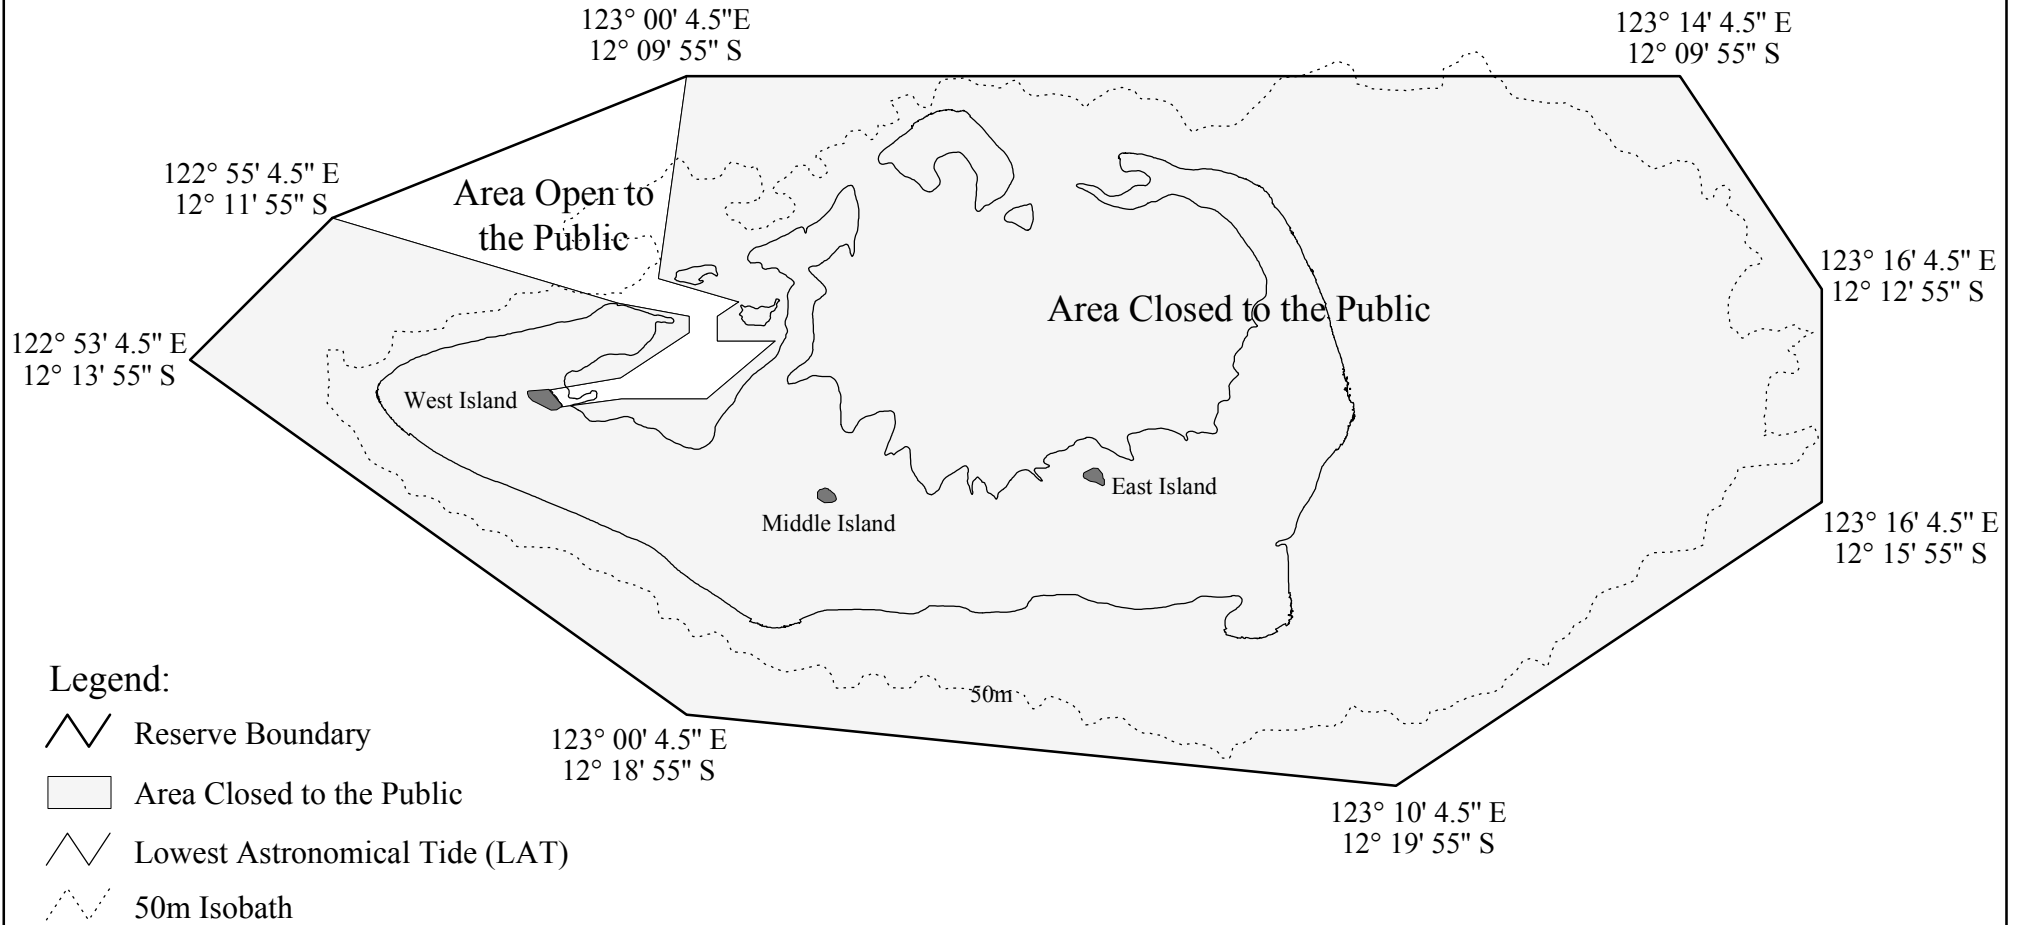 123° 00' 4.5"E
12° 09' 55" S
123° 14' 4.5" E
12° 09' 55" S
122° 55' 4.5" E
12° 11' 55" S
Area Open to
the Public
123° 16' 4.5" E
12° 12' 55" S
Area Closed to the Public
122° 53' 4.5" E
12° 13' 55" S
West Island
East Island
Middle Island
123° 16' 4.5" E
12° 15' 55" S
50m
123° 00' 4.5" E
12° 18' 55" S
123° 10' 4.5" E
12° 19' 55" S
Legend:
Reserve Boundary
Area Closed to the Public
Lowest Astronomical Tide (LAT)
50m Isobath